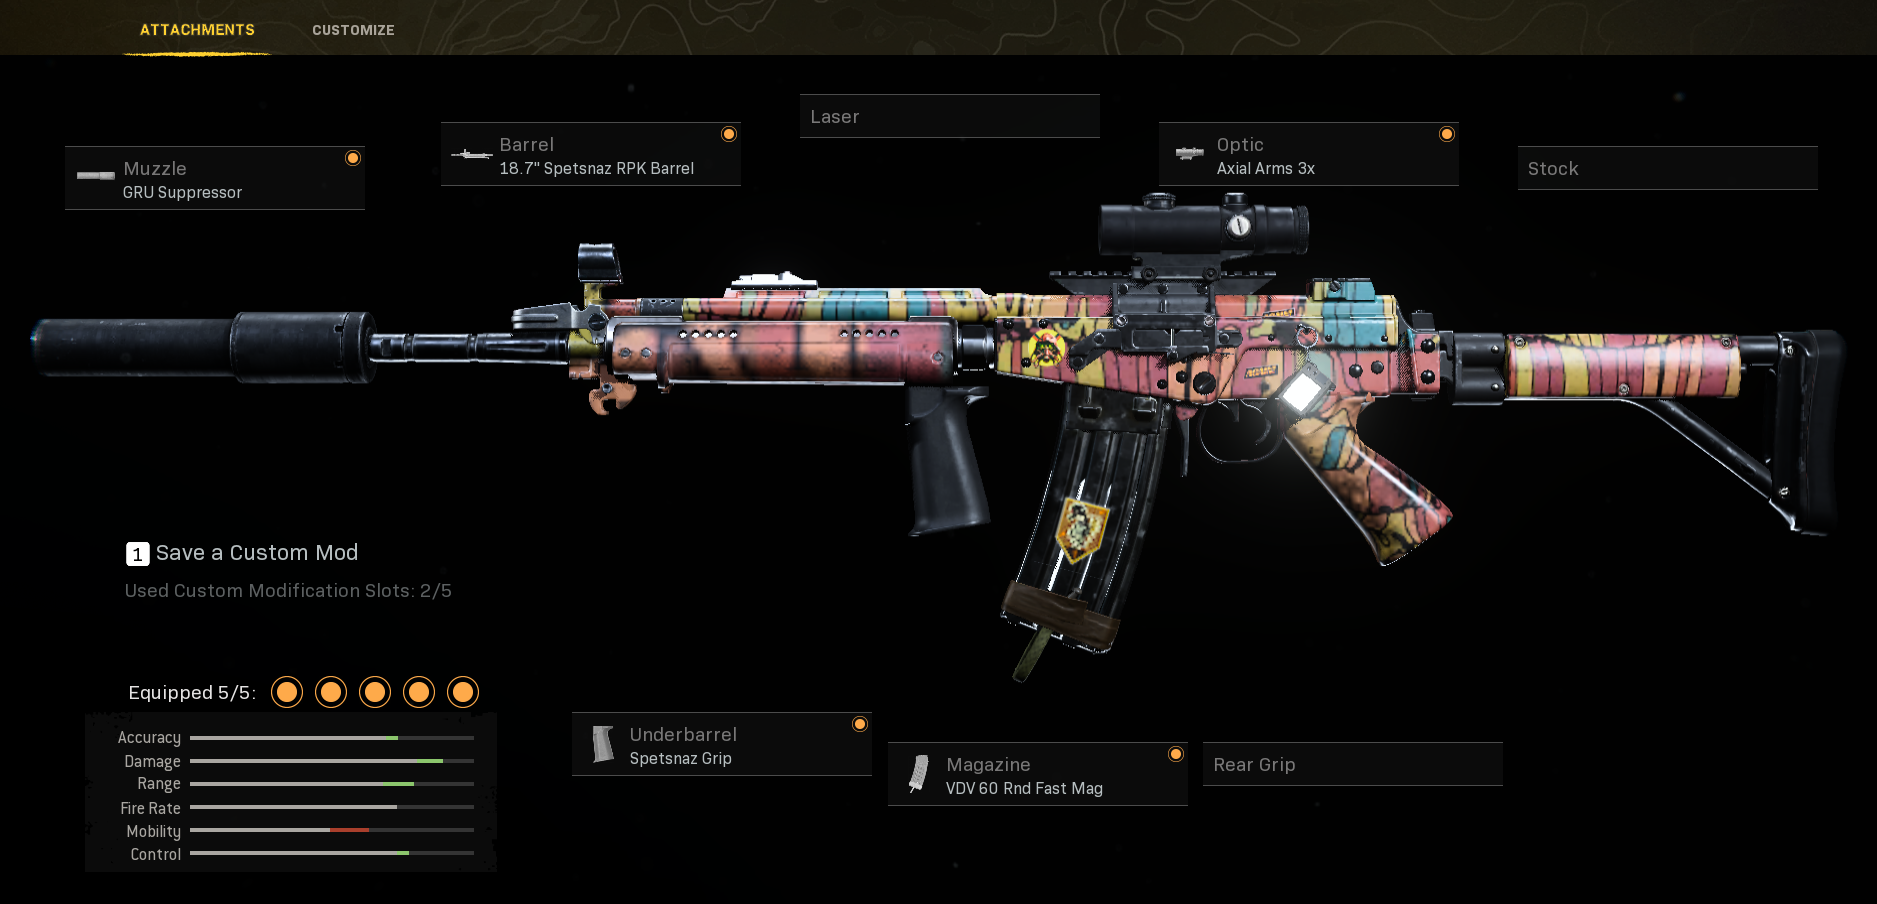 ATTACHMENTS
CUSTOMIZE
Laser
Barrel
18.7" Spetsnaz RPK Barrel
Optic
Axial Arms 3x
Muzzle
GRU Suppressor
Stock
1 Save a Custom Mod
Used Custom Modification Slots: 2/5
Equipped 5/5:
Accuracy
Damage
Range
Fire Rate
Mobility
Control
Underbarrel
Spetsnaz Grip
Magazine
VDV 60 Rnd Fast Mag
Rear Grip